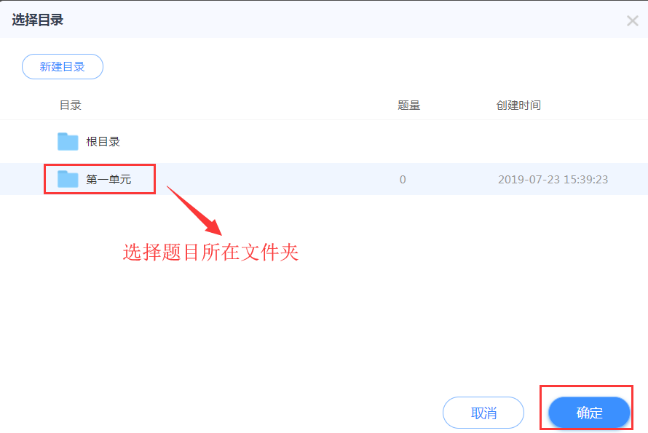 选择目录
新建目录
目录 题量 创建时间
根目录
第一单元 0 2019-07-23 15:39:23
选择题目所在文件夹
取消 确定